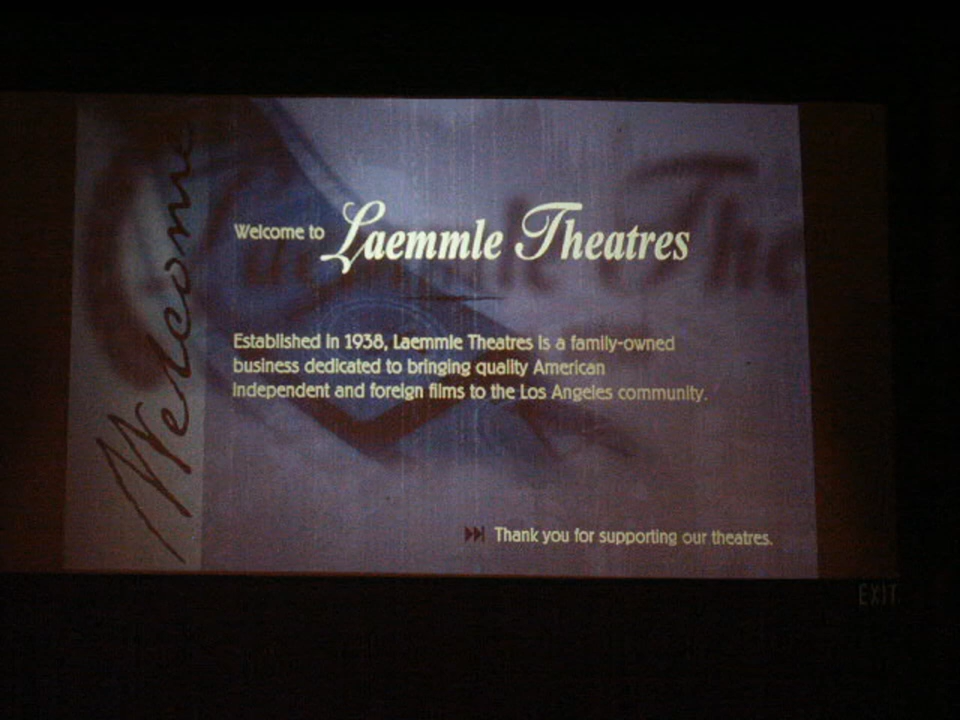 Welcome
Welcome to Laemmle Theatres
Established in 1938, Laemmle Theatres is a family-owned
business dedicated to bringing quality American
independent and foreign films to the Los Angeles community.
Thank you for supporting our theatres.
EXIT